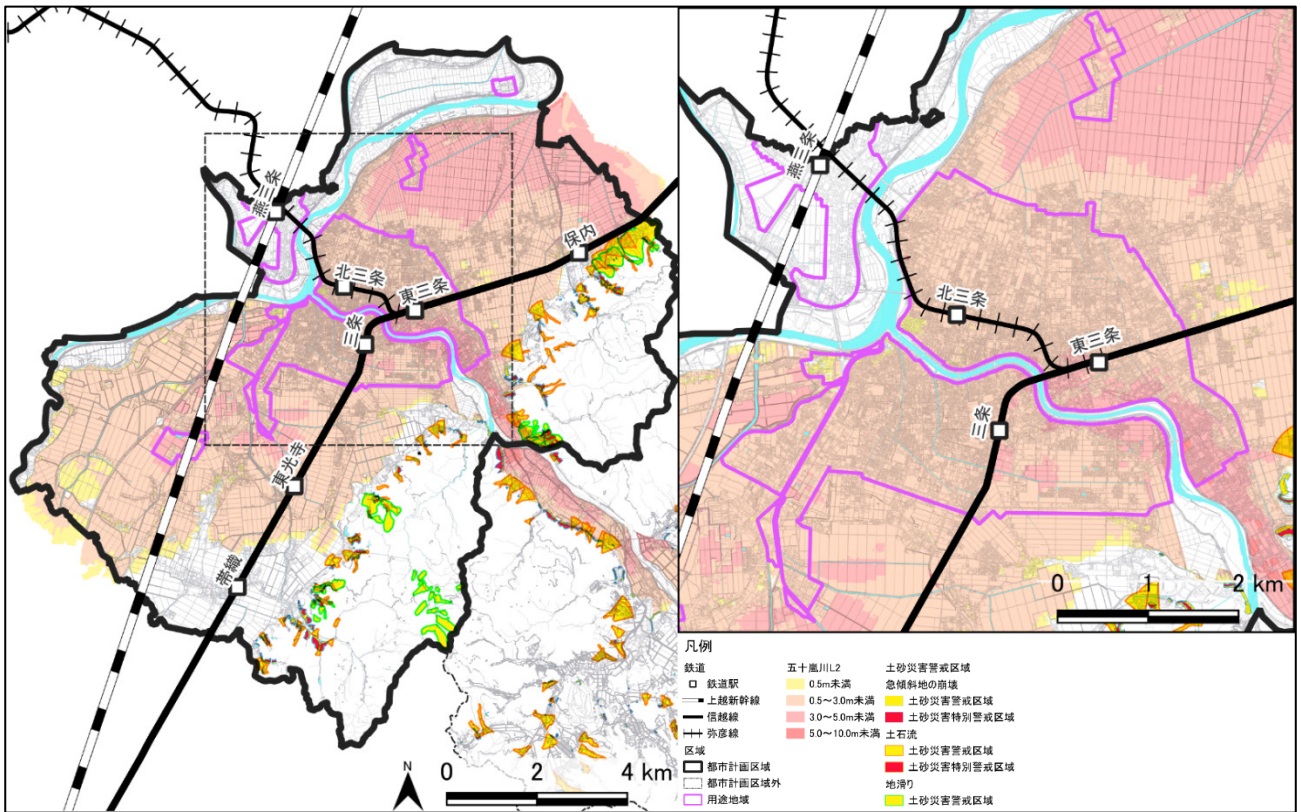 燕三条
北三条
東三条
保内
三条
東光寺
帯織
N
0 2 4 km
燕三条
北三条
東三条
三条
0 1 2 km
凡例
鉄道
鉄道駅
上越新幹線
信越線
弥彦線
区域
都市計画区域
都市計画区域外
用途地域
五十嵐川L2
0.5m未満
0.5～3.0m未満
3.0～5.0m未満
5.0～10.0m未満
土砂災害警戒区域
急傾斜地の崩壊
土砂災害警戒区域
土砂災害特別警戒区域
土石流
土砂災害警戒区域
土砂災害特別警戒区域
地滑り
土砂災害警戒区域